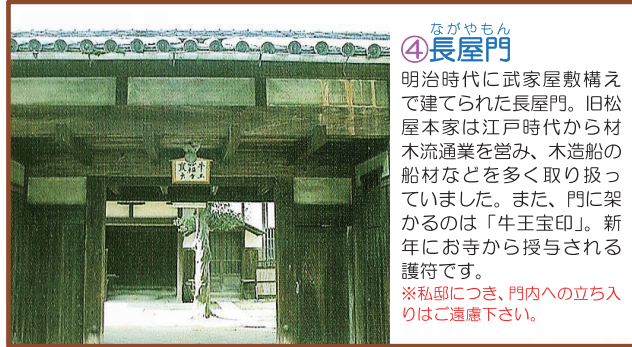 ながやもん
④長屋門
明治時代に武家屋敷構え
で建てられた長屋門。旧松
屋本家は江戸時代から材
木流通業を営み、木造船の
船材などを多く取り扱っ
ていました。また、門に架
かるのは「牛王宝印」。新
年にお寺から授与される
護符です。
※私邸につき、門内への立ち入
りはご遠慮下さい。